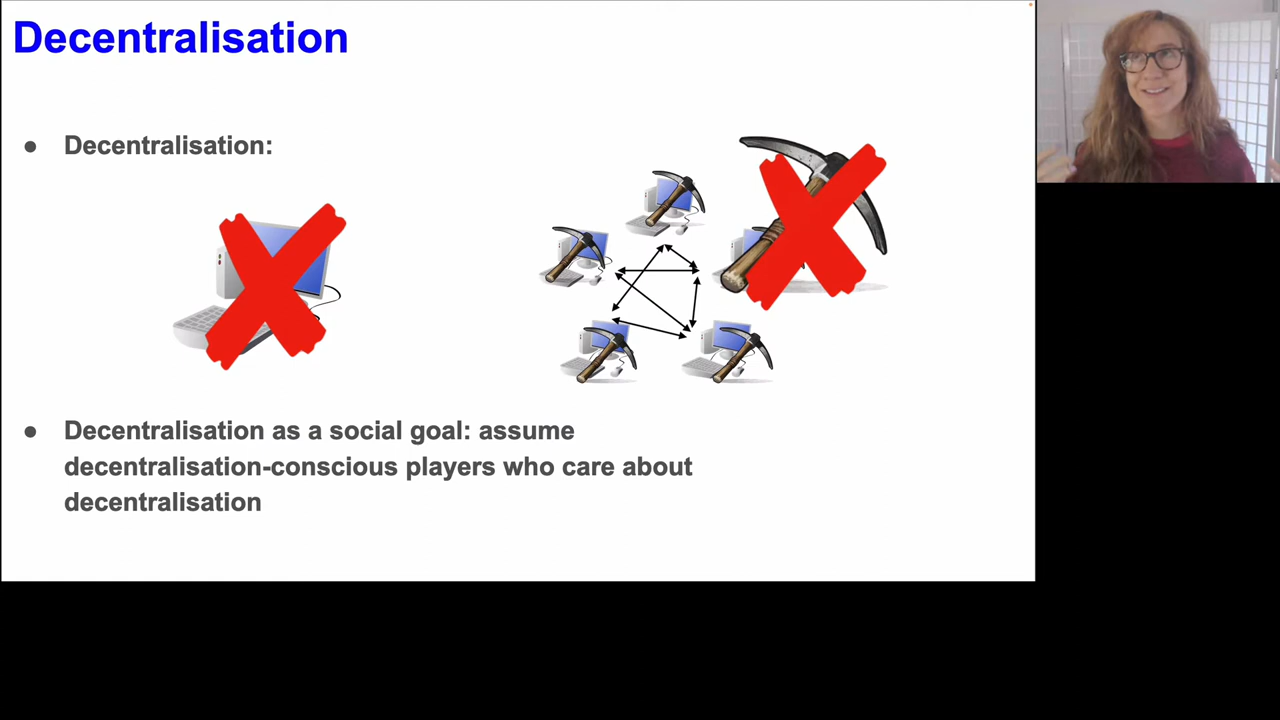 Decentralisation
● Decentralisation:
● Decentralisation as a social goal: assume
decentralisation-conscious players who care about
decentralisation